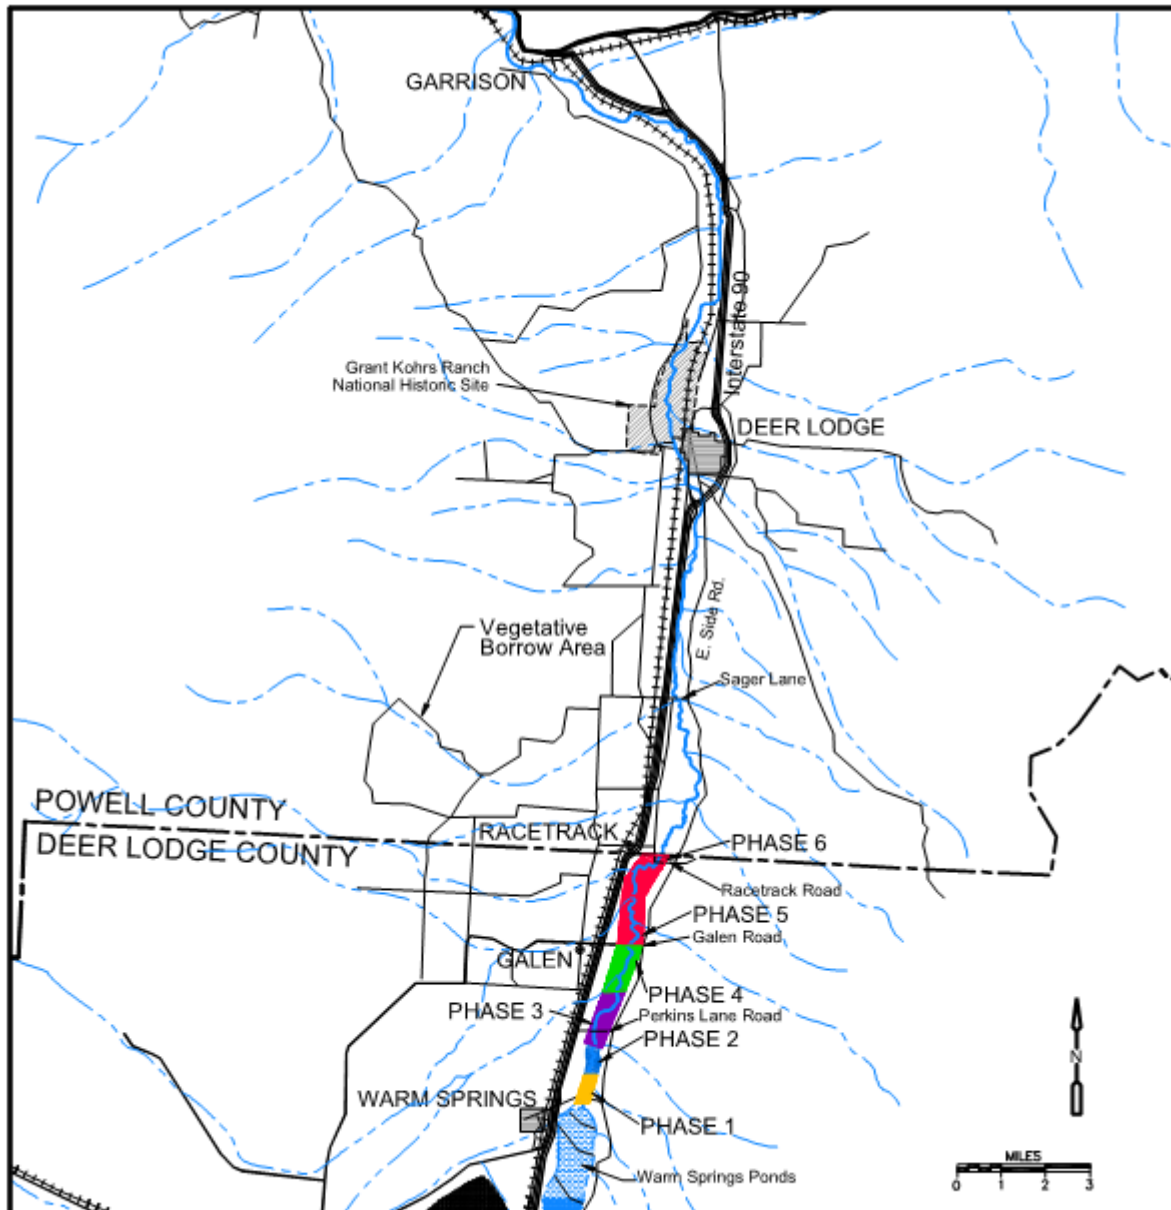 GARRISON
Interstate 90
Grant Kohrs Ranch
National Historic Site
DEER LODGE
E. Side Rd.
Vegetative
Borrow Area
Sager Lane
POWELL COUNTY
RACETRACK
DEER LODGE COUNTY
PHASE 6
Racetrack Road
PHASE 5
Galen Road
GALEN
PHASE 4
PHASE 3
Perkins Lane Road
PHASE 2
N
WARM SPRINGS
PHASE 1
MILES
Warm Springs Ponds
0 1 2 3